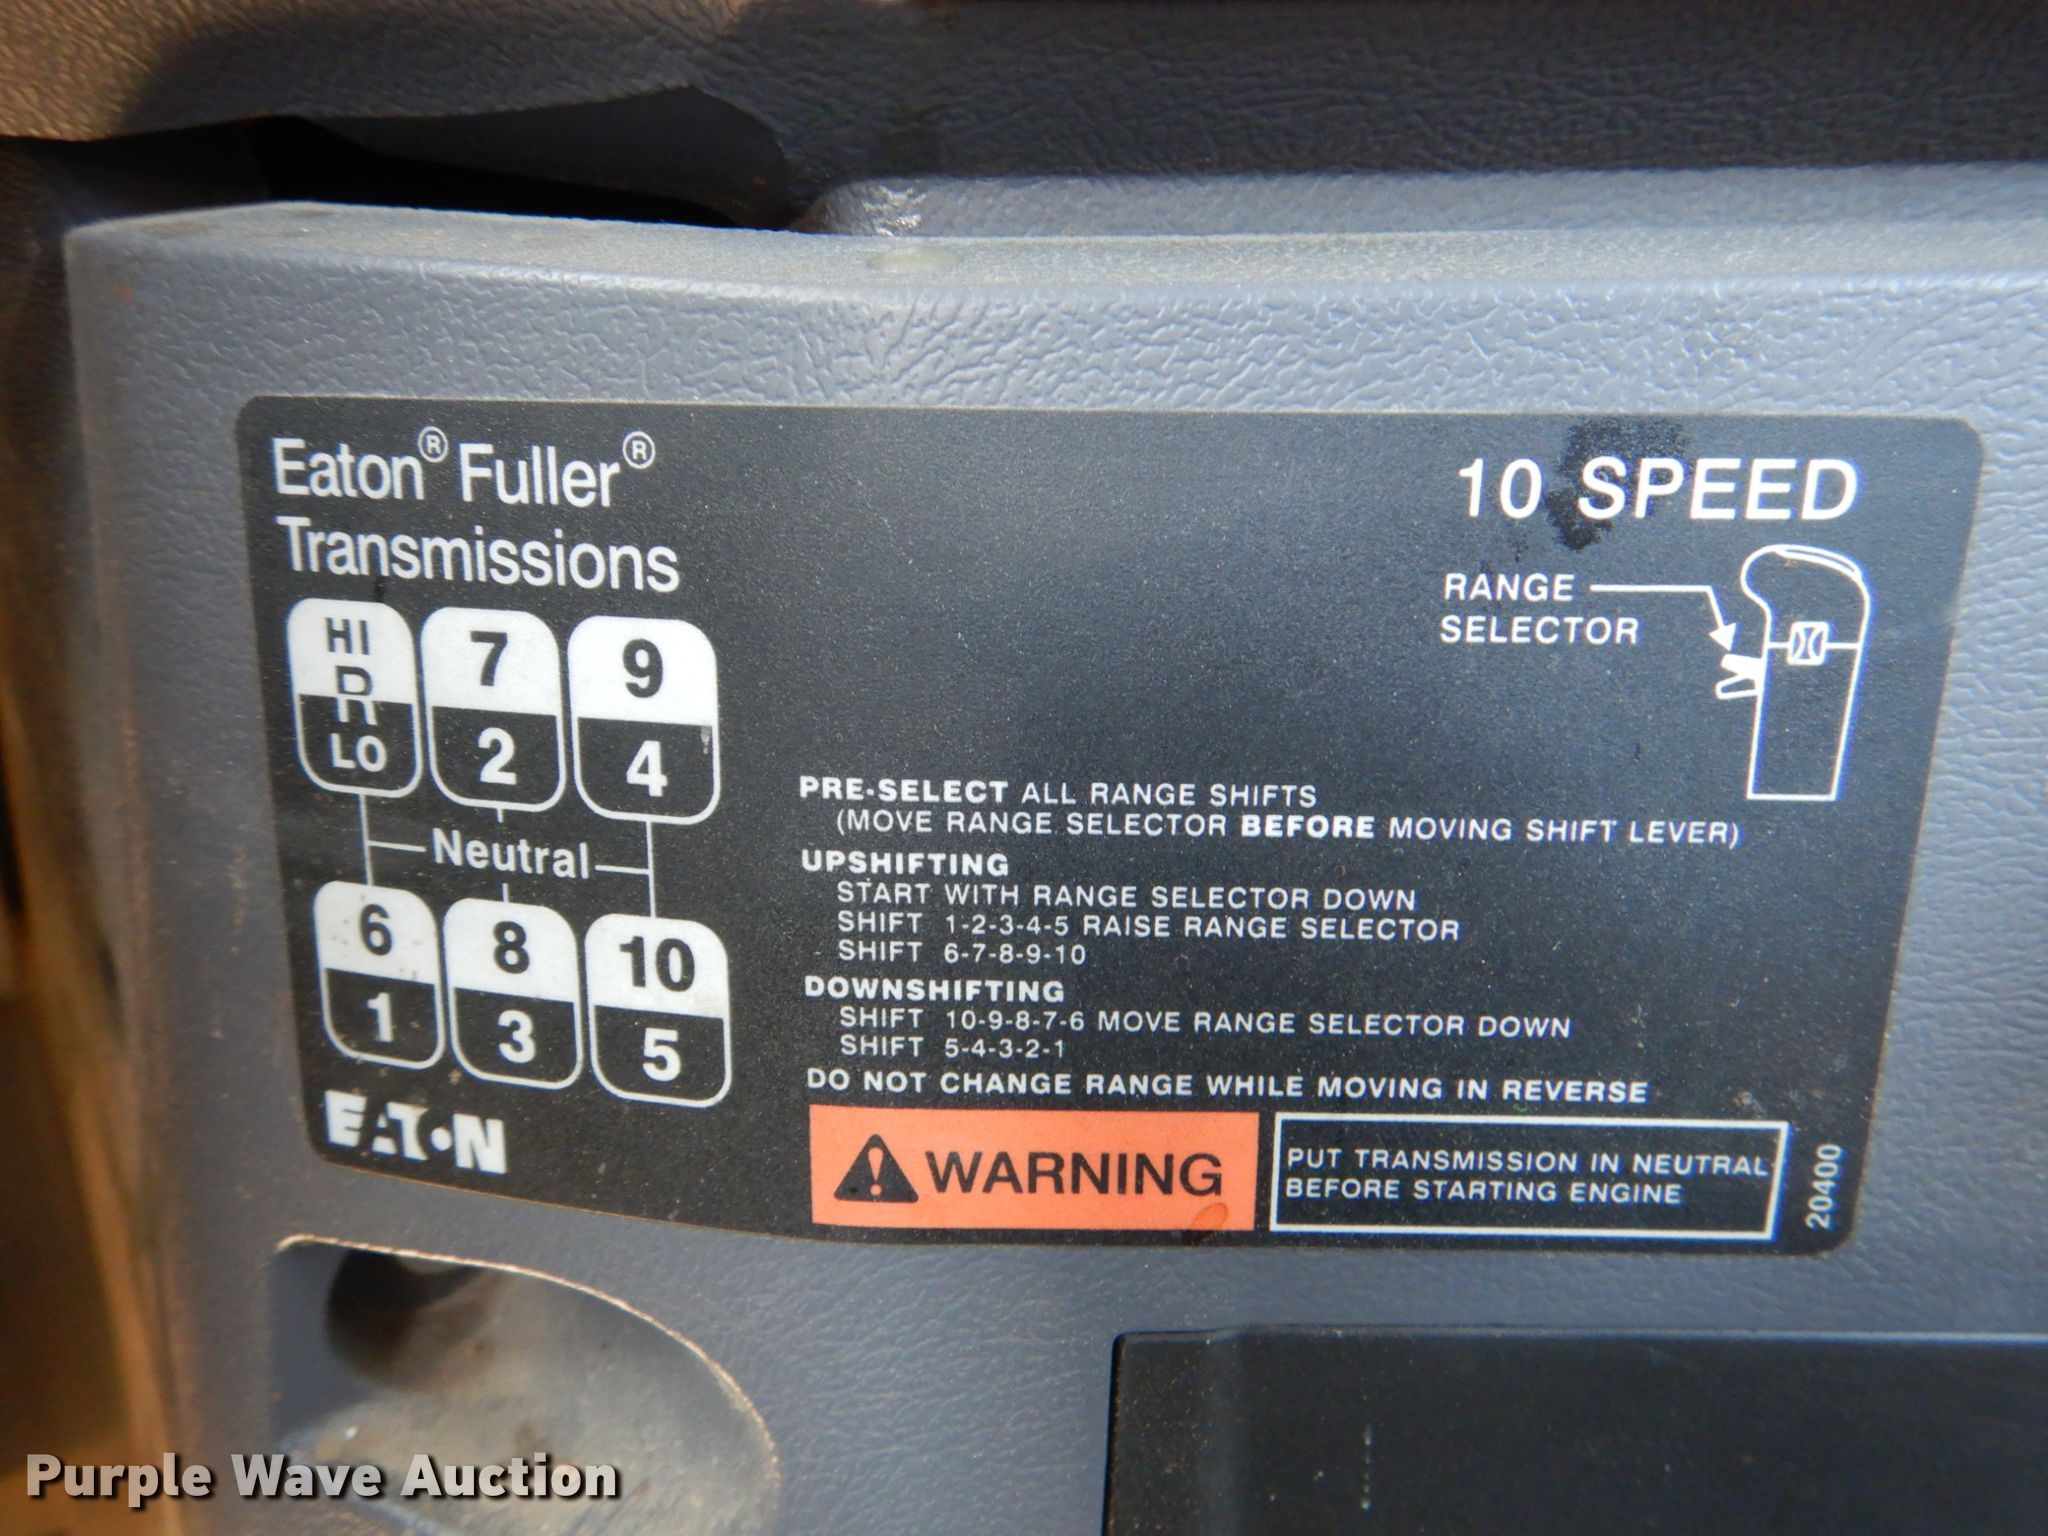 Eaton® Fuller®
Transmissions
10 SPEED
RANGE
SELECTOR
HI
R
LO
7
2
9
4
Neutral
6
1
8
3
10
5
EATON
PRE-SELECT ALL RANGE SHIFTS
(MOVE RANGE SELECTOR BEFORE MOVING SHIFT LEVER)
UPSHIFTING
START WITH RANGE SELECTOR DOWN
SHIFT 1-2-3-4-5 RAISE RANGE SELECTOR
SHIFT 6-7-8-9-10
DOWNSHIFTING
SHIFT 10-9-8-7-6 MOVE RANGE SELECTOR DOWN
SHIFT 5-4-3-2-1
DO NOT CHANGE RANGE WHILE MOVING IN REVERSE
WARNING
PUT TRANSMISSION IN NEUTRAL
BEFORE STARTING ENGINE
20400
Purple Wave Auction